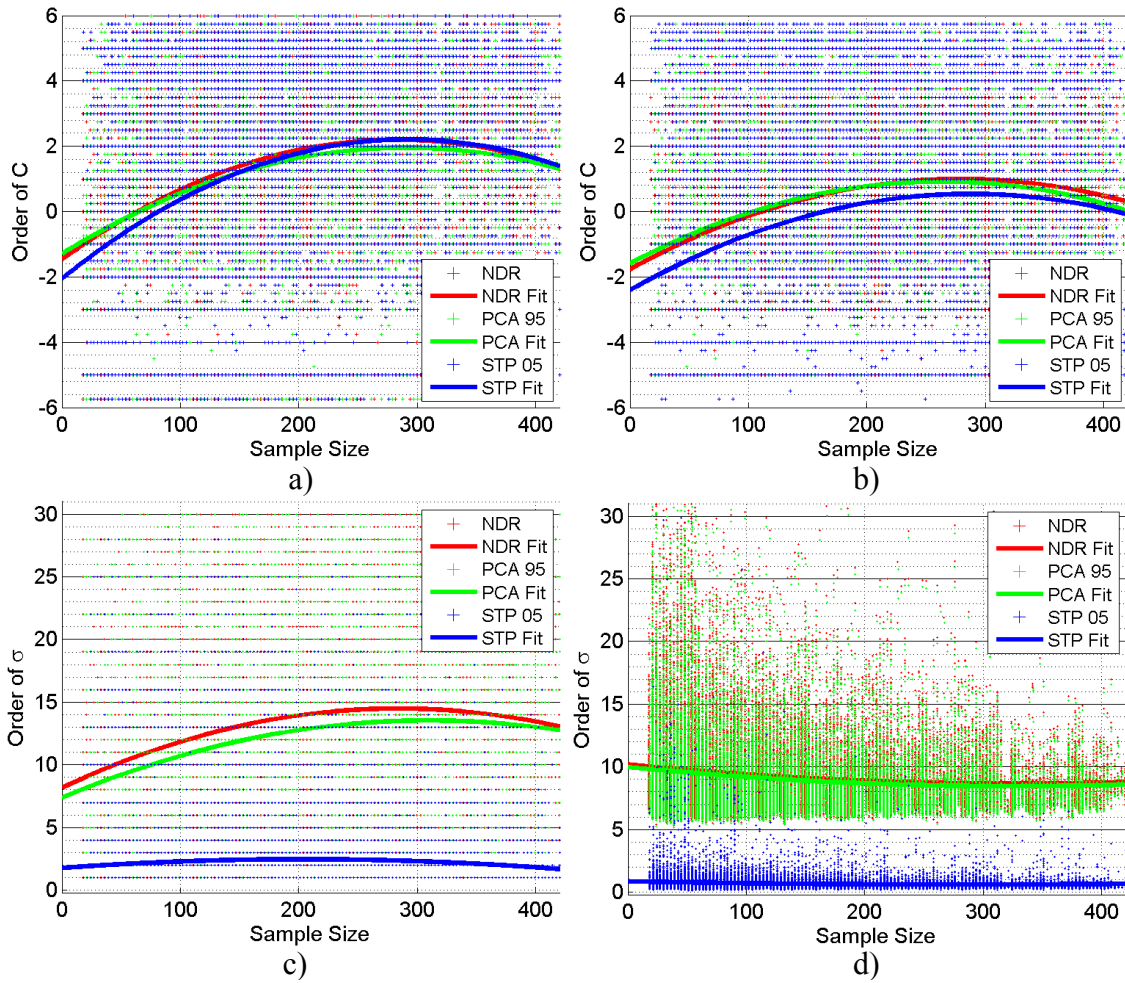 6
4
2
0
-2
-4
-6
Order of C
0 100 200 300 400
Sample Size
NDR
NDR Fit
PCA 95
PCA Fit
STP 05
STP Fit
a)
6
4
2
0
-2
-4
-6
Order of C
0 100 200 300 400
Sample Size
NDR
NDR Fit
PCA 95
PCA Fit
STP 05
STP Fit
b)
30
25
20
15
10
5
0
Order of σ
0 100 200 300 400
Sample Size
NDR
NDR Fit
PCA 95
PCA Fit
STP 05
STP Fit
c)
30
25
20
15
10
5
0
Order of σ
0 100 200 300 400
Sample Size
NDR
NDR Fit
PCA 95
PCA Fit
STP 05
STP Fit
d)